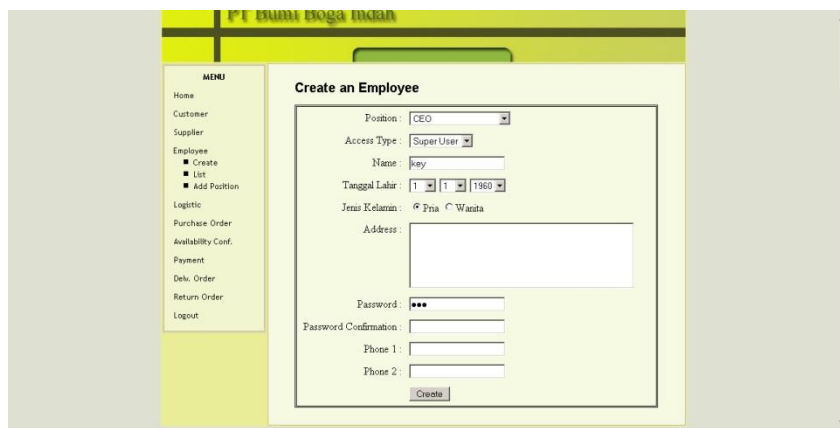 PT Bumi Boga Indah
MENU
Home
Customer
Supplier
Employee
Create
List
Add Position
Logistic
Purchase Order
Availability Conf.
Payment
Delv. Order
Return Order
Logout
Create an Employee
Position : CEO
Access Type : Super User
Name : key
Tanggal Lahir : 1 1 1960
Jenis Kelamin : Pria Wanita
Address :
Password : •••
Password Confirmation :
Phone 1 :
Phone 2 :
Create